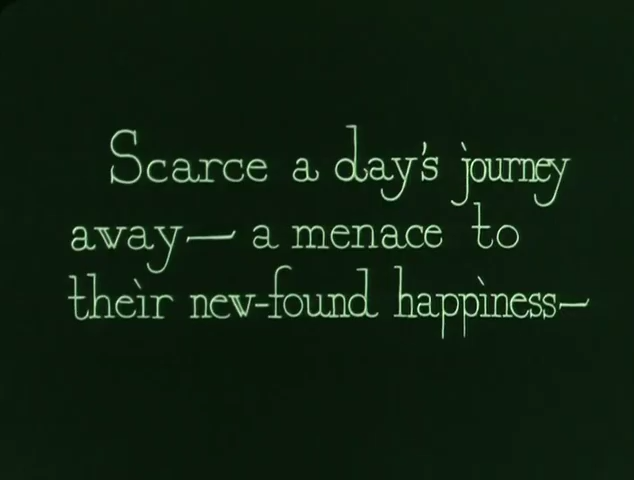 Scarce a day's journey
away— a menace to
their new-found happiness—